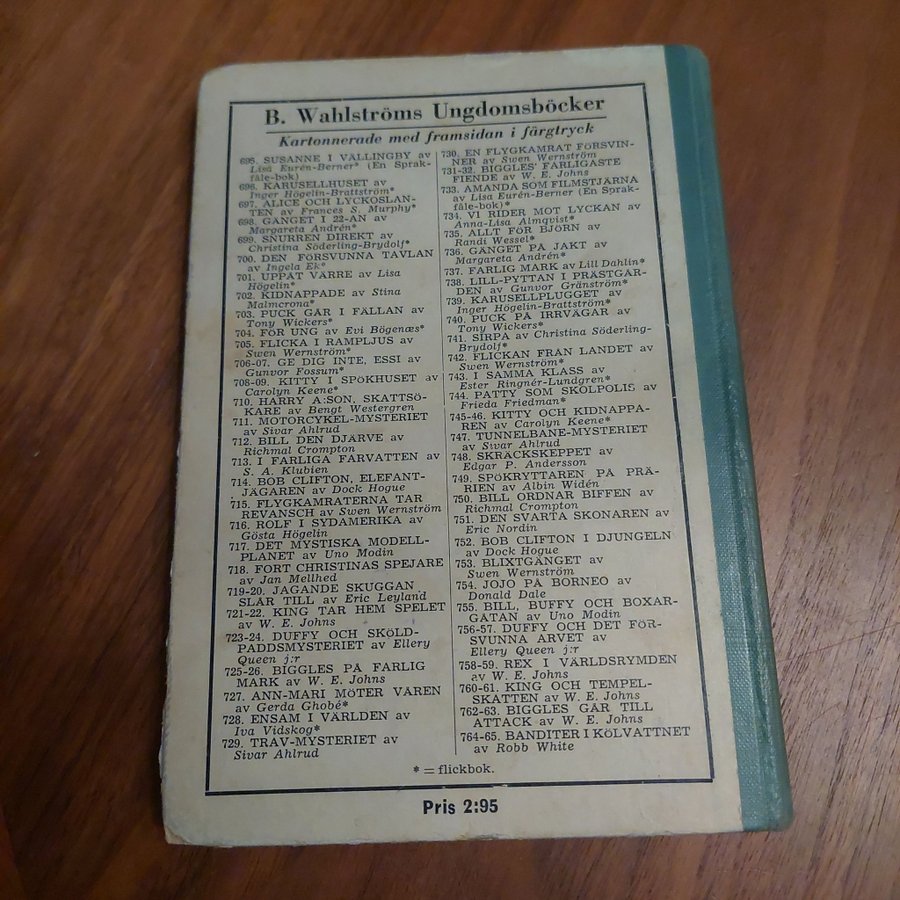 B. Wahlströms Ungdomsböcker
Kartonnerade med framsidan i färgtryck
695. SUSANNE I VÄLLINGBY av
Lisa Eurén-Berner* (En Språk-
fåle-bok)
696. KARUSELLHUSET av
Inger Högelin-Brattström*
697. ALICE OCH LYCKOSLAN-
TEN av Frances S. Murphy*
698. GÄNGET I 22-AN av
Margareta Andrén*
699. SNURREN DIREKT av
Christina Söderling-Brydolf*
700. DEN FÖRSVUNNA TAVLAN
av Ingela Ek*
701. UPPÅT VÄRRE av Lisa
Högelin*
702. KIDNAPPADE av Stina
Malmcrona*
703. PUCK GÅR I FÄLLAN av
Tony Wickers*
704. FÖR UNG av Evi Bögenæs*
705. FLICKA I RAMPLJUS av
Swen Wernström*
706-07. GE DIG INTE, ESSI av
Gunvor Fossum*
708-09. KITTY I SPÖKHUSET av
Carolyn Keene*
710. HARRY A:SON, SKATTSÖ-
KARE av Bengt Westergren
711. MOTORCYKEL-MYSTERIET
av Sivar Ahlrud
712. BILL DEN DJÄRVE av
Richmal Crompton
713. I FARLIGA FARVATTEN av
S. A. Klubien
714. BOB CLIFTON, ELEFANT-
JÄGAREN av Dock Hogue
715. FLYGKAMRATERNA TAR
REVANSCH av Swen Wernström
716. ROLF I SYDAMERIKA av
Gösta Högelin
717. DET MYSTISKA MODELL-
PLANET av Uno Modin
718. FORT CHRISTINAS SPEJARE
av Jan Mellhed
719-20. JAGANDE SKUGGAN
SLÅR TILL av Eric Leyland
721-22. KING TAR HEM SPELET
av W. E. Johns
723-24. DUFFY OCH SKÖLD-
PADDSMYSTERIET av Ellery
Queen j:r
725-26. BIGGLES PÅ FARLIG
MARK av W. E. Johns
727. ANN-MARI MÖTER VÅREN
av Gerda Ghobé*
728. ENSAM I VÄRLDEN av
Iva Vidskog*
729. TRAV-MYSTERIET av
Sivar Ahlrud
730. EN FLYGKAMRAT FÖRSVIN-
NER av Swen Wernström
731-32. BIGGLES' FARLIGASTE
FIENDE av W. E. Johns
733. AMANDA SOM FILMSTJÄRNA
av Lisa Eurén-Berner (En Språk-
fåle-bok)*
734. VI RIDER MOT LYCKAN av
Anna-Lisa Almqvist*
735. ALLT FÖR BJÖRN av
Randi Wessel*
736. GÄNGET PÅ JAKT av
Margareta Andrén*
737. FARLIG MARK av Lill Dahlin*
738. LILL-PYTTAN I PRÄSTGÅR-
DEN av Gunvor Gränström*
739. KARUSELLPLUGGET av
Inger Högelin-Brattström*
740. PUCK PÅ IRRVÄGAR av
Tony Wickers*
741. SIRPA av Christina Söderling-
Brydolf*
742. FLICKAN FRÅN LANDET av
Swen Wernström*
743. I SAMMA KLASS av
Ester Ringnér-Lundgren*
744. PATTY SOM SKOLPOLIS av
Frieda Friedman*
745-46. KITTY OCH KIDNAPPA-
REN av Carolyn Keene*
747. TUNNELBANE-MYSTERIET
av Sivar Ahlrud
748. SKRÄCKSKEPPET av
Edgar P. Andersson
749. SPÖKRYTTAREN PÅ PRÄ-
RIEN av Albin Widén
750. BILL ORDNAR BIFFEN av
Richmal Crompton
751. DEN SVARTA SKONAREN av
Eric Nordin
752. BOB CLIFTON I DJUNGELN
av Dock Hogue
753. BLIXTGÄNGET av
Swen Wernström
754. JOJO PÅ BORNEO av
Donald Dale
755. BILL, BUFFY OCH BOXAR-
GATAN av Uno Modin
756-57. DUFFY OCH DET FÖR-
SVUNNA ARVET av
Ellery Queen j:r
758-59. REX I VÄRLDSRYMDEN
av W. E. Johns
760-61. KING OCH TEMPEL-
SKATTEN av W. E. Johns
762-63. BIGGLES GÅR TILL
ATTACK av W. E. Johns
764-65. BANDITER I KÖLVATTNET
av Robb White
* = flickbok.
Pris 2:95